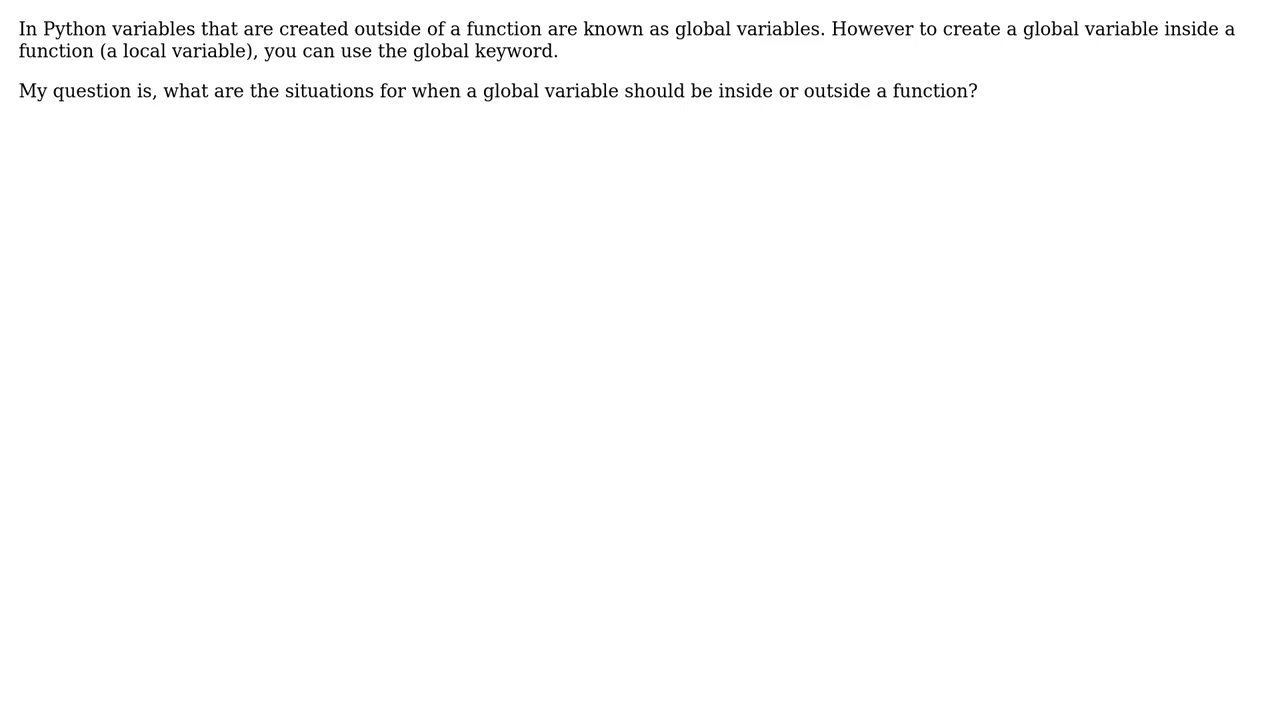 In Python variables that are created outside of a function are known as global variables. However to create a global variable inside a
function (a local variable), you can use the global keyword.
My question is, what are the situations for when a global variable should be inside or outside a function?